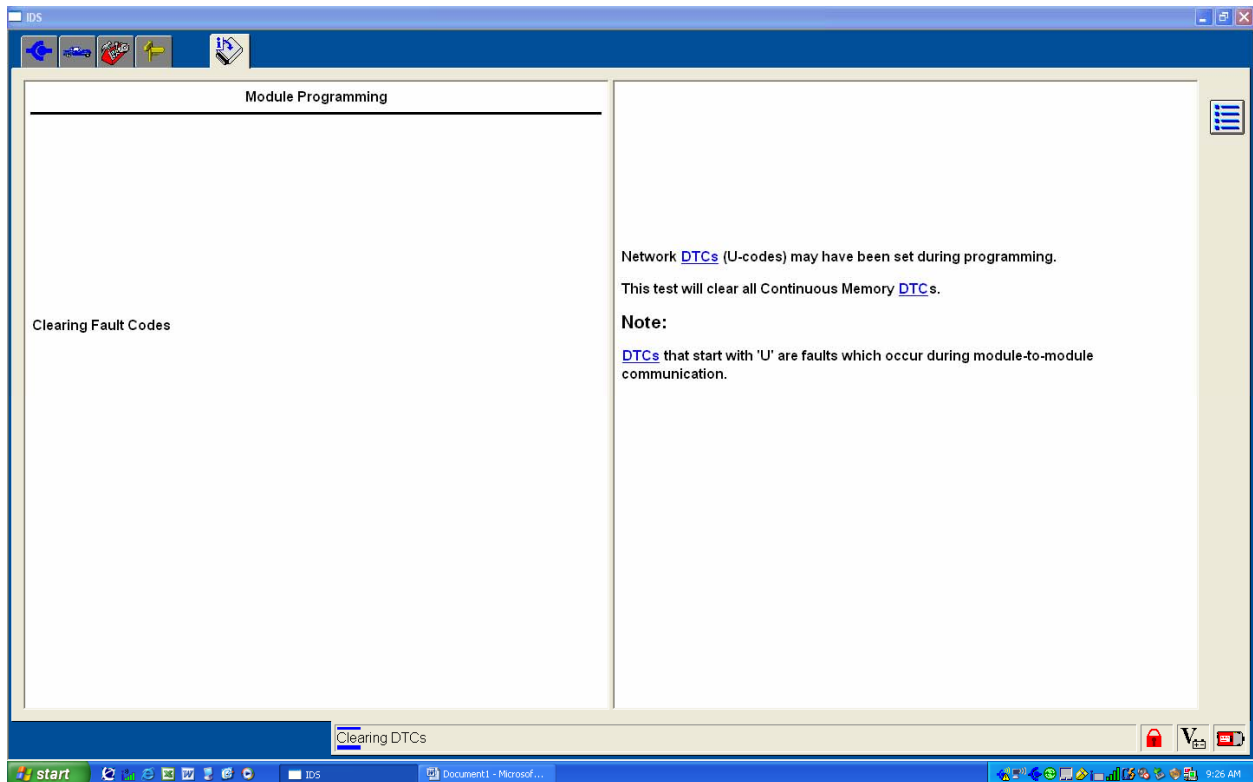 IDS
Module Programming
Clearing Fault Codes
Network DTCs (U-codes) may have been set during programming.
This test will clear all Continuous Memory DTCs.
Note:
DTCs that start with 'U' are faults which occur during module-to-module
communication.
Clearing DTCs
start
IDS
Document1 - Microsof...
9:26 AM